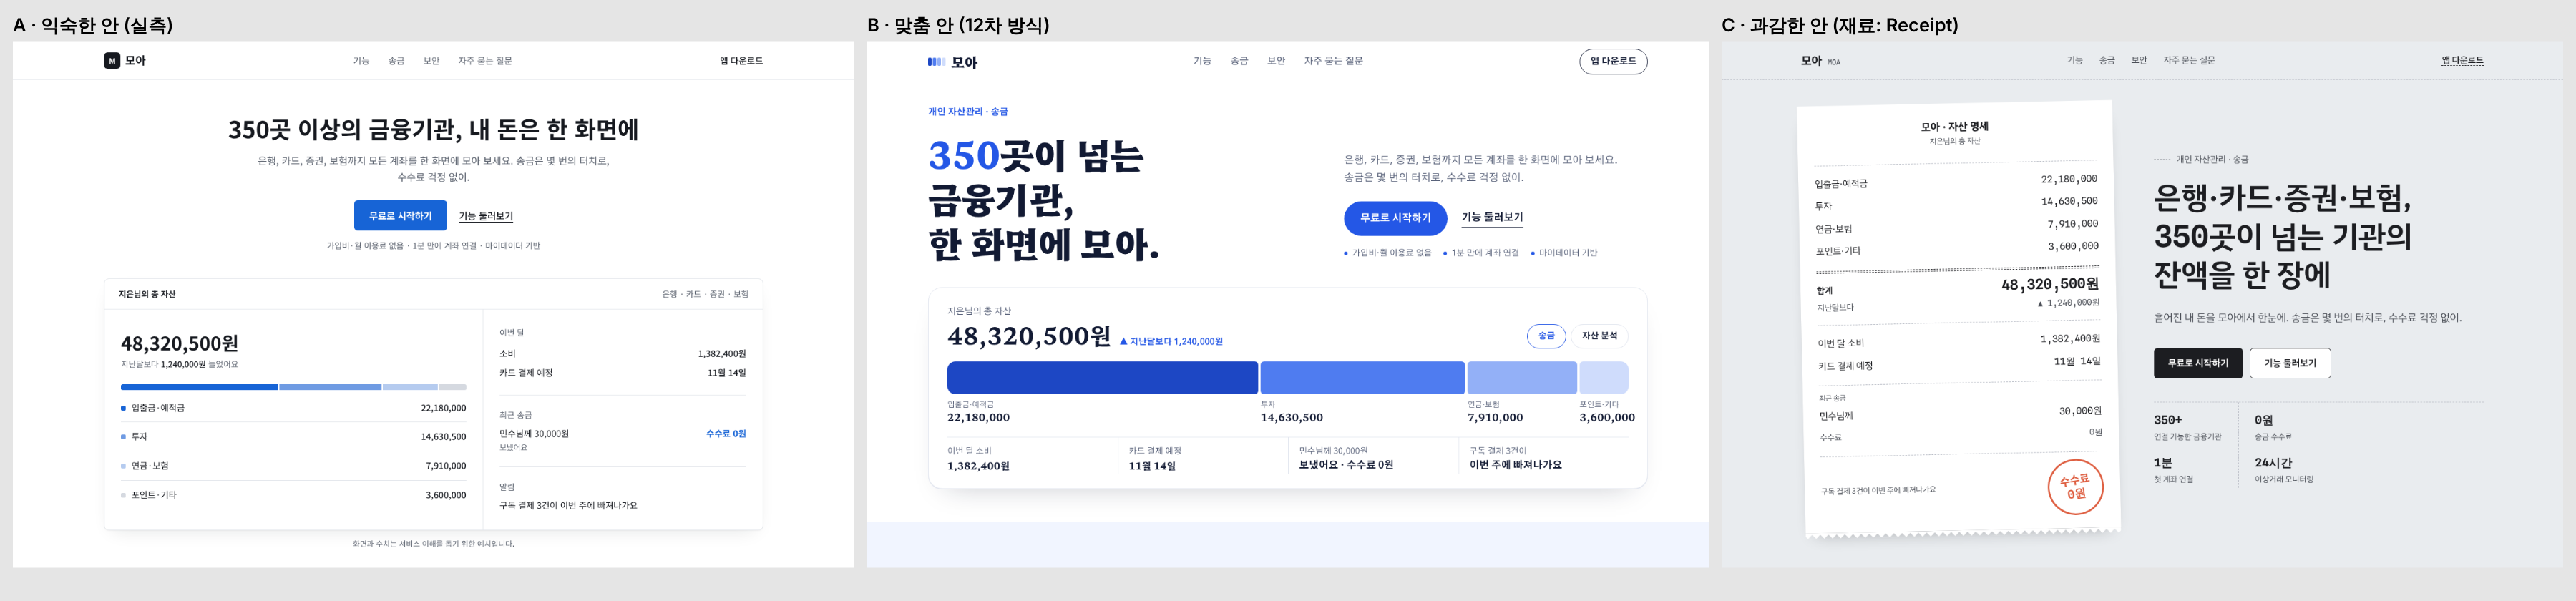 A · 익숙한 안 (실측)
M 모아
기능 송금 보안 자주 묻는 질문
앱 다운로드
350곳 이상의 금융기관, 내 돈은 한 화면에
은행, 카드, 증권, 보험까지 모든 계좌를 한 화면에 모아 보세요. 송금은 몇 번의 터치로,
수수료 걱정 없이.
무료로 시작하기 기능 둘러보기
가입비·월 이용료 없음 · 1분 만에 계좌 연결 · 마이데이터 기반
지은님의 총 자산
은행 · 카드 · 증권 · 보험
48,320,500원
지난달보다 1,240,000원 늘었어요
입출금·예적금 22,180,000
투자 14,630,500
연금·보험 7,910,000
포인트·기타 3,600,000
이번 달
소비 1,382,400원
카드 결제 예정 11월 14일
최근 송금
민수님께 30,000원 수수료 0원
보냈어요
알림
구독 결제 3건이 이번 주에 빠져나가요
화면과 수치는 서비스 이해를 돕기 위한 예시입니다.
B · 맞춤 안 (12차 방식)
모아
기능 송금 보안 자주 묻는 질문
앱 다운로드
개인 자산관리 · 송금
350곳이 넘는
금융기관,
한 화면에 모아.
은행, 카드, 증권, 보험까지 모든 계좌를 한 화면에 모아 보세요.
송금은 몇 번의 터치로, 수수료 걱정 없이.
무료로 시작하기 기능 둘러보기
가입비·월 이용료 없음 1분 만에 계좌 연결 마이데이터 기반
지은님의 총 자산
48,320,500원 ▲ 지난달보다 1,240,000원
송금 자산 분석
입출금·예적금 투자 연금·보험 포인트·기타
22,180,000 14,630,500 7,910,000 3,600,000
이번 달 소비 카드 결제 예정 민수님께 30,000원 구독 결제 3건이
1,382,400원 11월 14일 보냈어요 · 수수료 0원 이번 주에 빠져나가요
C · 과감한 안 (재료: Receipt)
모아 MOA
기능 송금 보안 자주 묻는 질문
앱 다운로드
모아 · 자산 명세
지은님의 총 자산
입출금·예적금 22,180,000
투자 14,630,500
연금·보험 7,910,000
포인트·기타 3,600,000
합계 48,320,500원
지난달보다 ▲ 1,240,000원
이번 달 소비 1,382,400원
카드 결제 예정 11월 14일
최근 송금
민수님께 30,000원
수수료 0원
구독 결제 3건이 이번 주에 빠져나가요
수수료
0원
개인 자산관리 · 송금
은행·카드·증권·보험,
350곳이 넘는 기관의
잔액을 한 장에
흩어진 내 돈을 모아에서 한눈에. 송금은 몇 번의 터치로, 수수료 걱정 없이.
무료로 시작하기 기능 둘러보기
350+ 0원
연결 가능한 금융기관 송금 수수료
1분 24시간
첫 계좌 연결 이상거래 모니터링